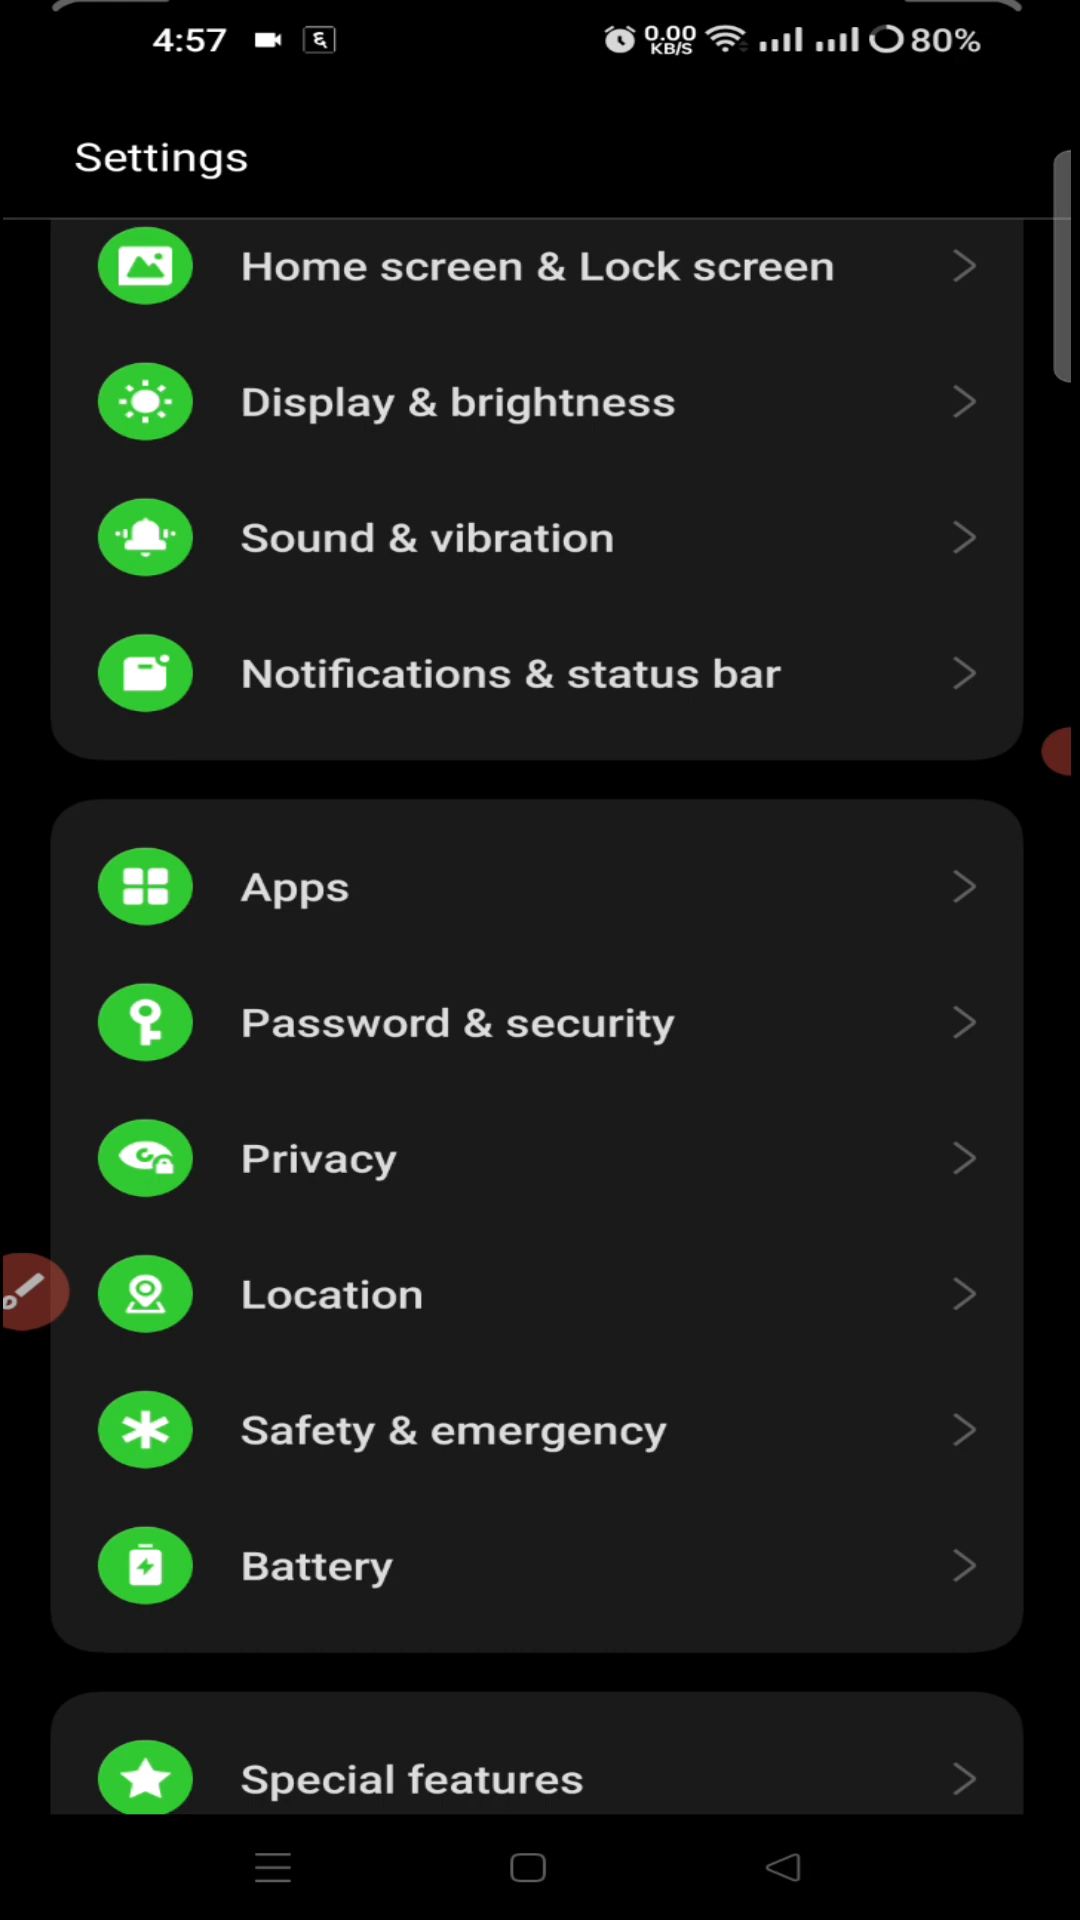 4:57 ६ 0.00 KB/S 80%
Settings
Home screen & Lock screen
Display & brightness
Sound & vibration
Notifications & status bar
Apps
Password & security
Privacy
Location
Safety & emergency
Battery
Special features